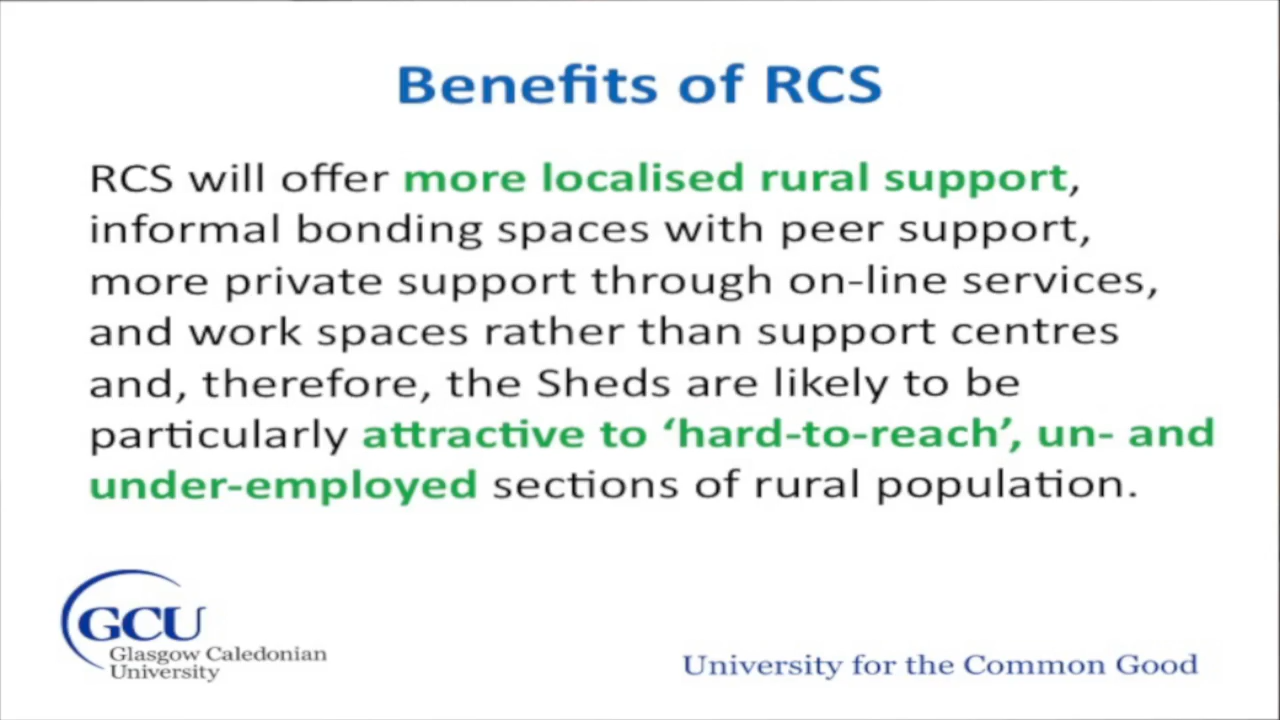 Benefits of RCS
RCS will offer more localised rural support,
informal bonding spaces with peer support,
more private support through on-line services,
and work spaces rather than support centres
and, therefore, the Sheds are likely to be
particularly attractive to ‘hard-to-reach’, un- and
under-employed sections of rural population.
GCU
Glasgow Caledonian
University
University for the Common Good